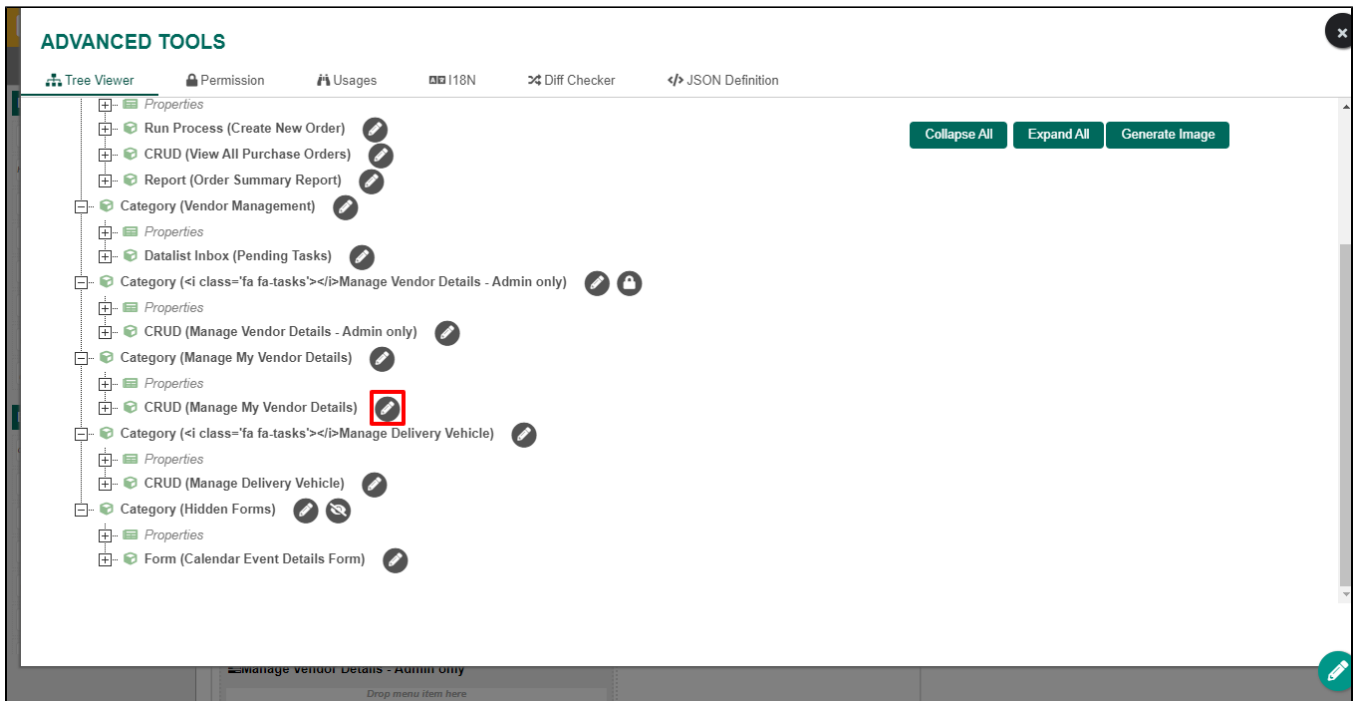 ADVANCED TOOLS
Tree Viewer Permission Usages I18N Diff Checker </> JSON Definition
Properties
Run Process (Create New Order)
Collapse All Expand All Generate Image
CRUD (View All Purchase Orders)
Report (Order Summary Report)
Category (Vendor Management)
Properties
Datalist Inbox (Pending Tasks)
Category (<i class='fa fa-tasks'></i>Manage Vendor Details - Admin only)
Properties
CRUD (Manage Vendor Details - Admin only)
Category (Manage My Vendor Details)
Properties
CRUD (Manage My Vendor Details)
Category (<i class='fa fa-tasks'></i>Manage Delivery Vehicle)
Properties
CRUD (Manage Delivery Vehicle)
Category (Hidden Forms)
Properties
Form (Calendar Event Details Form)
Manage Vendor Details - Admin only
Drop menu item here